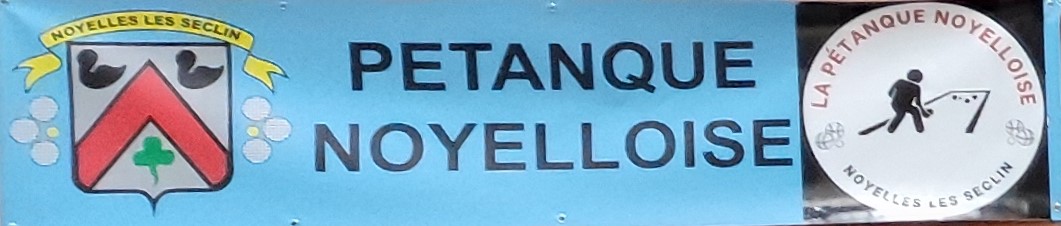 NOYELLES LES SECLIN
PETANQUE
NOYELLOISE
LA PÉTANQUE NOYELLOISE
NOYELLES LES SECLIN